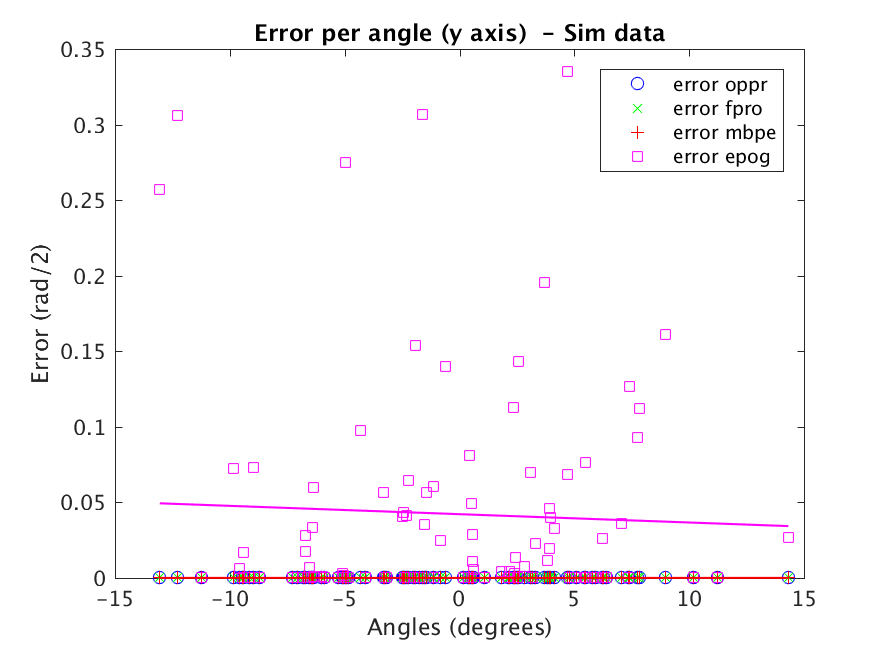 Error per angle (y axis) - Sim data
0.35
0.3
0.25
0.2
0.15
0.1
0.05
0
Error (rad/2)
error oppr
error fpro
error mbpe
error epog
-15 -10 -5 0 5 10 15
Angles (degrees)